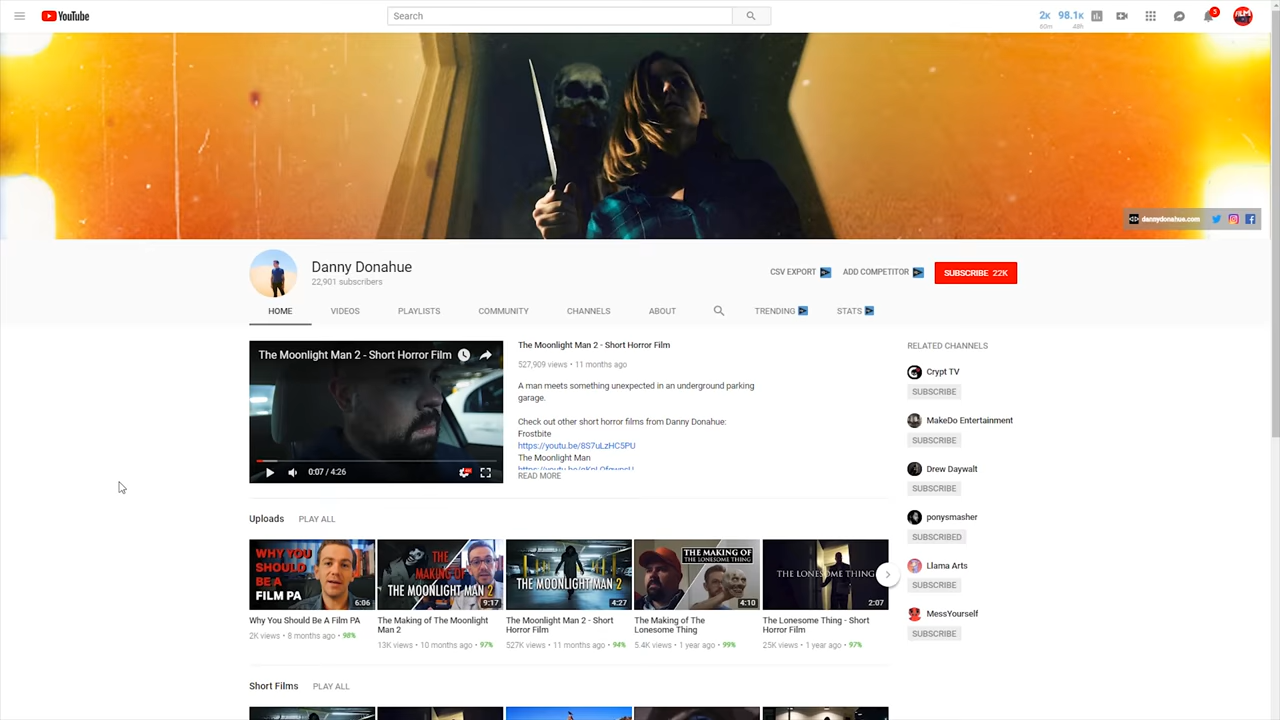 YouTube
Search
2K
60m
98.1K
48h
5
FILM
dannydonahue.com
Danny Donahue
22,901 subscribers
CSV EXPORT
ADD COMPETITOR
SUBSCRIBE 22K
HOME
VIDEOS
PLAYLISTS
COMMUNITY
CHANNELS
ABOUT
TRENDING
STATS
The Moonlight Man 2 - Short Horror Film
0:07 / 4:26
The Moonlight Man 2 - Short Horror Film
527,909 views • 11 months ago
A man meets something unexpected in an underground parking
garage.
Check out other short horror films from Danny Donahue:
Frostbite
https://youtu.be/8S7uLzHC5PU
The Moonlight Man
READ MORE
RELATED CHANNELS
Crypt TV
SUBSCRIBE
MakeDo Entertainment
SUBSCRIBE
Drew Daywalt
SUBSCRIBE
ponysmasher
SUBSCRIBED
Llama Arts
SUBSCRIBE
MessYourself
SUBSCRIBE
Uploads PLAY ALL
WHY YOU
SHOULD
BE A
FILM PA
6:06
Why You Should Be A Film PA
2K views • 8 months ago • 98%
THE
MAKING OF
THE MOONLIGHT MAN 2
9:17
The Making of The Moonlight
Man 2
13K views • 10 months ago • 97%
THE MOONLIGHT MAN 2
4:27
The Moonlight Man 2 - Short
Horror Film
527K views • 11 months ago • 94%
THE MAKING OF
THE LONESOME THING
4:10
The Making of The
Lonesome Thing
5.4K views • 1 year ago • 99%
THE LONESOME THING
2:07
The Lonesome Thing - Short
Horror Film
25K views • 1 year ago • 97%
Short Films PLAY ALL